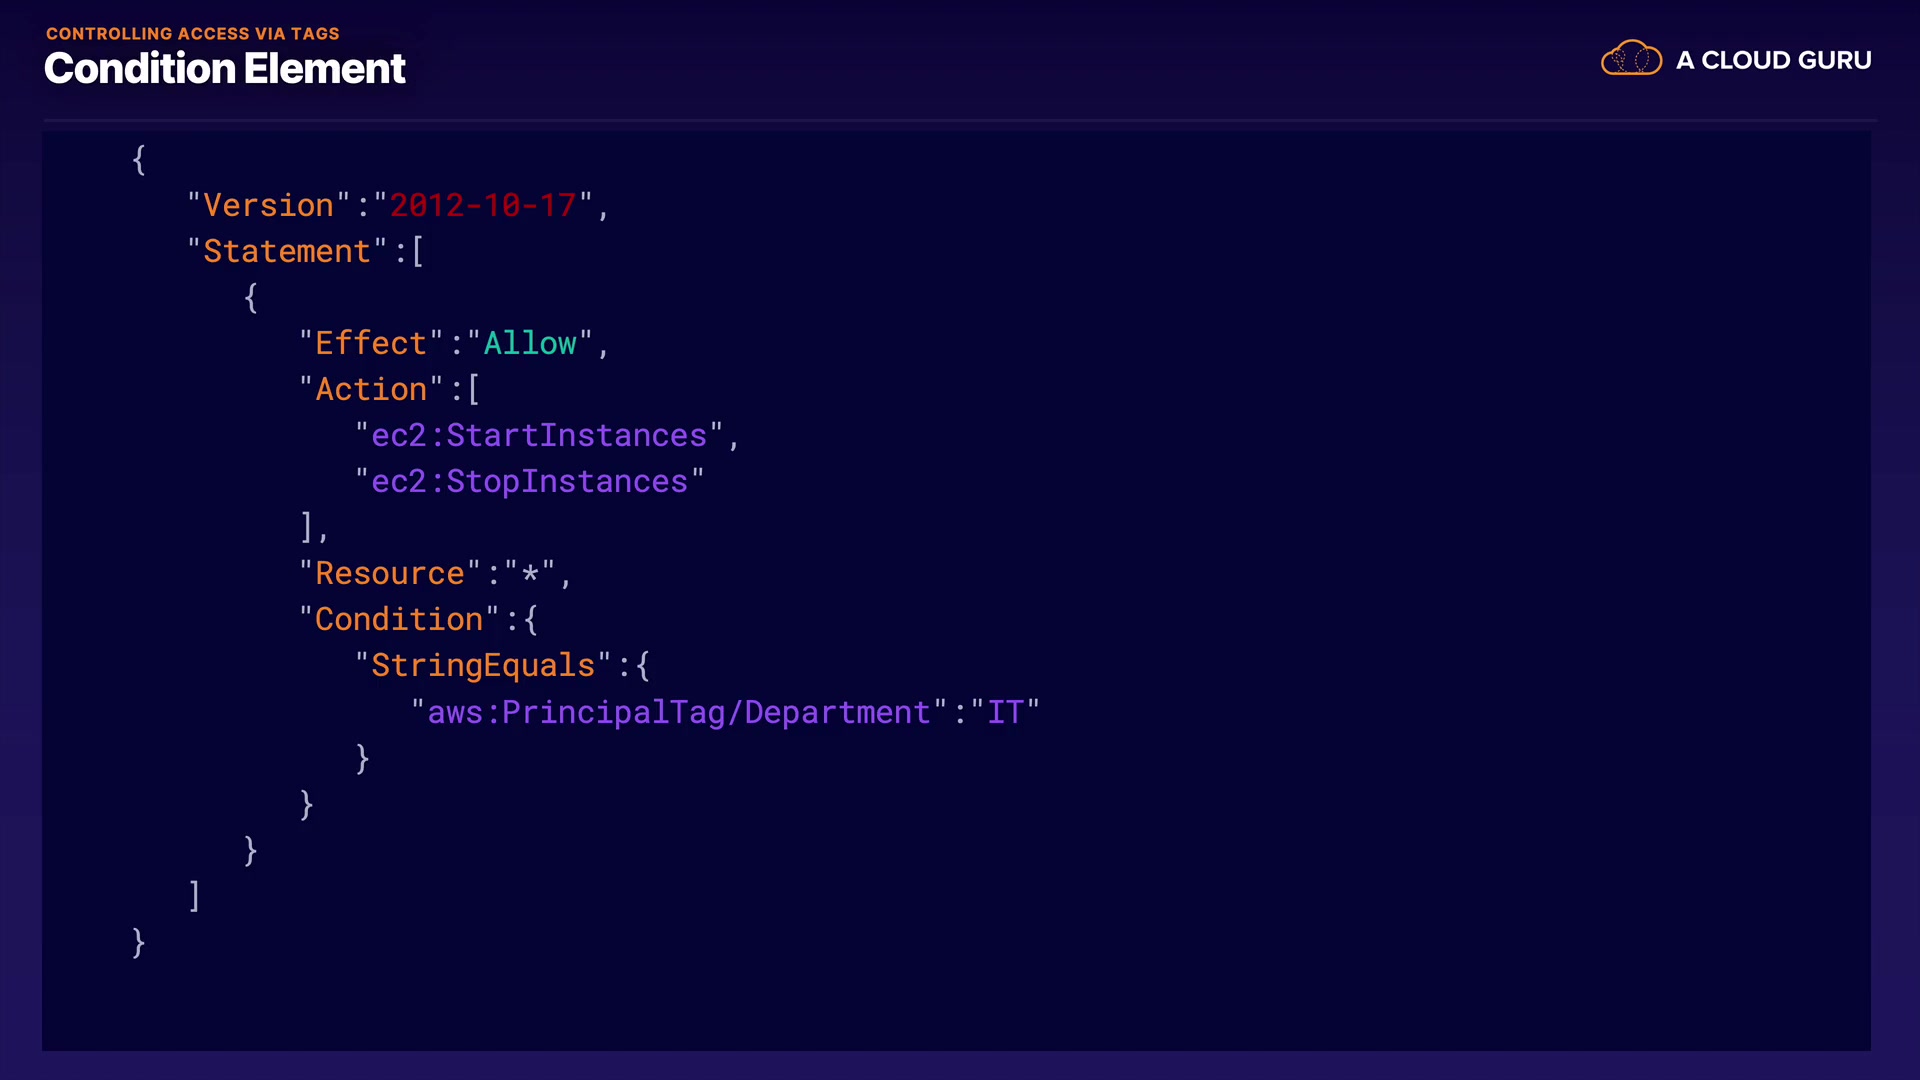 CONTROLLING ACCESS VIA TAGS
Condition Element
A CLOUD GURU
{
"Version":"2012-10-17",
"Statement":[
{
"Effect":"Allow",
"Action":[
"ec2:StartInstances",
"ec2:StopInstances"
],
"Resource":"*",
"Condition":{
"StringEquals":{
"aws:PrincipalTag/Department":"IT"
}
}
}
]
}